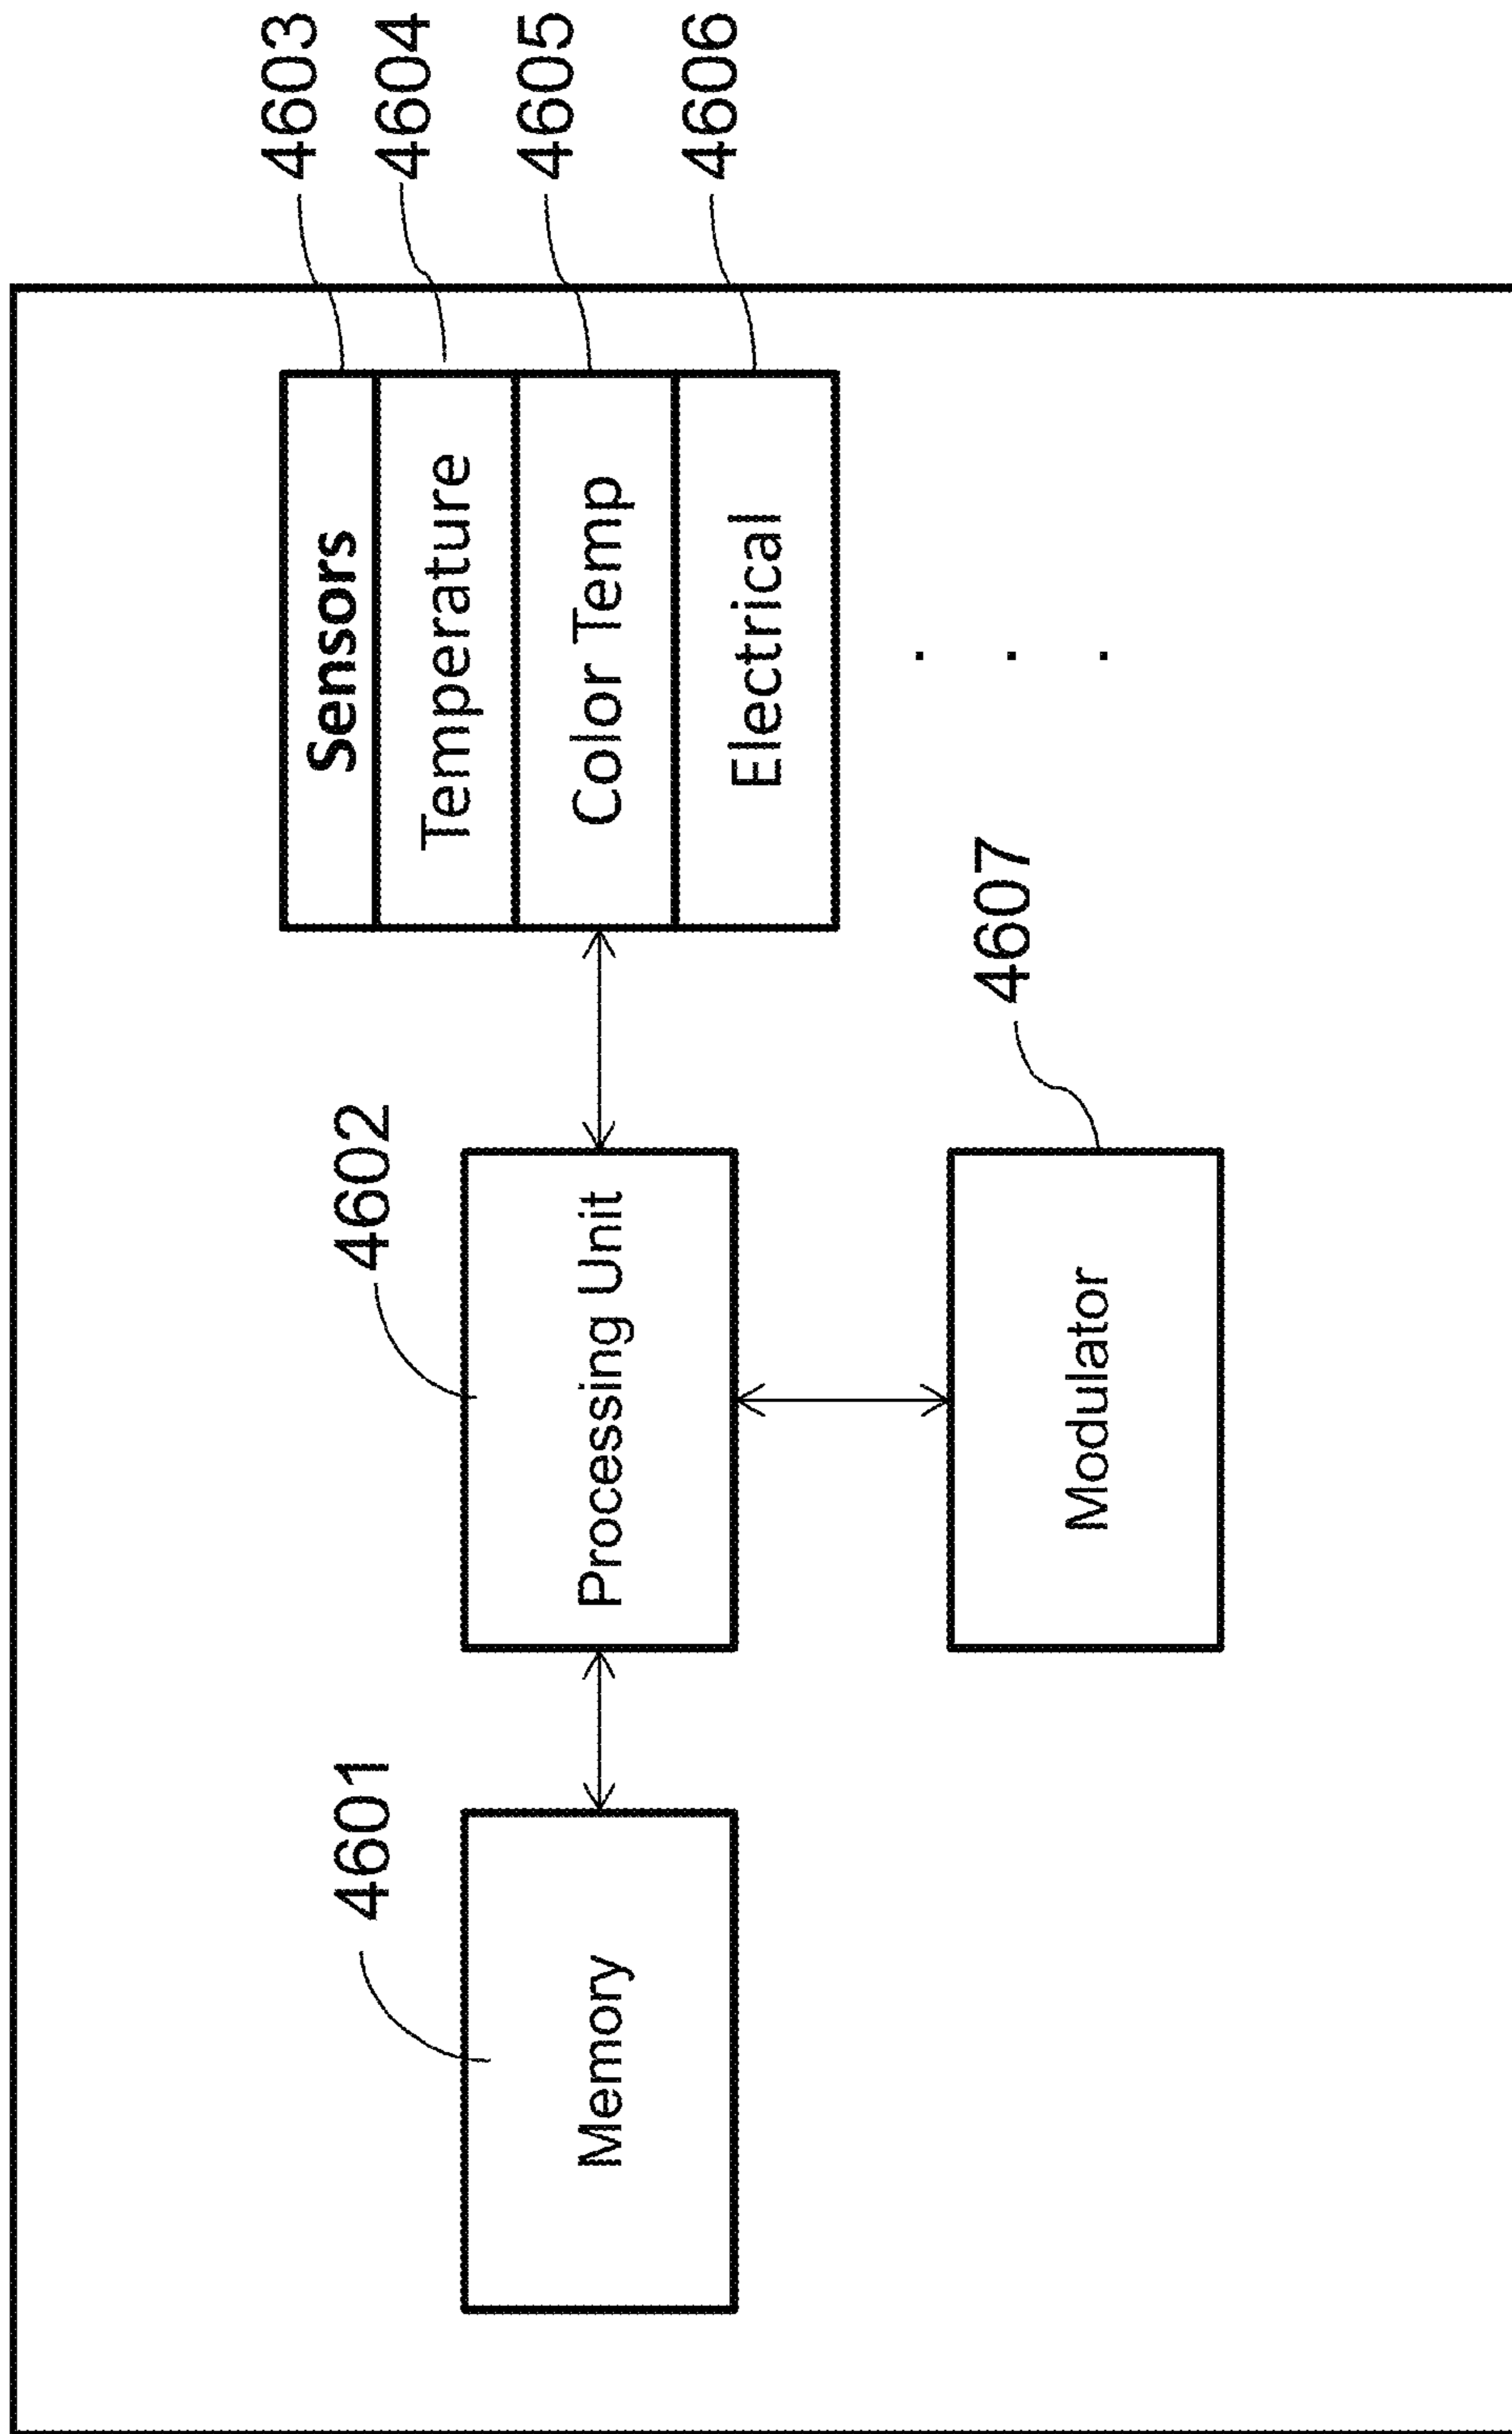 4603
Sensors
4604
Temperature
4602
4605
Color Temp
4601
4606
Electrical
Memory
Processing Unit
. . .
4607
Modulator